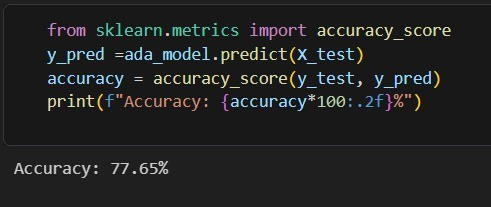 from sklearn.metrics import accuracy_score
y_pred =ada_model.predict(X_test)
accuracy = accuracy_score(y_test, y_pred)
print(f"Accuracy: {accuracy*100:.2f}%")
Accuracy: 77.65%